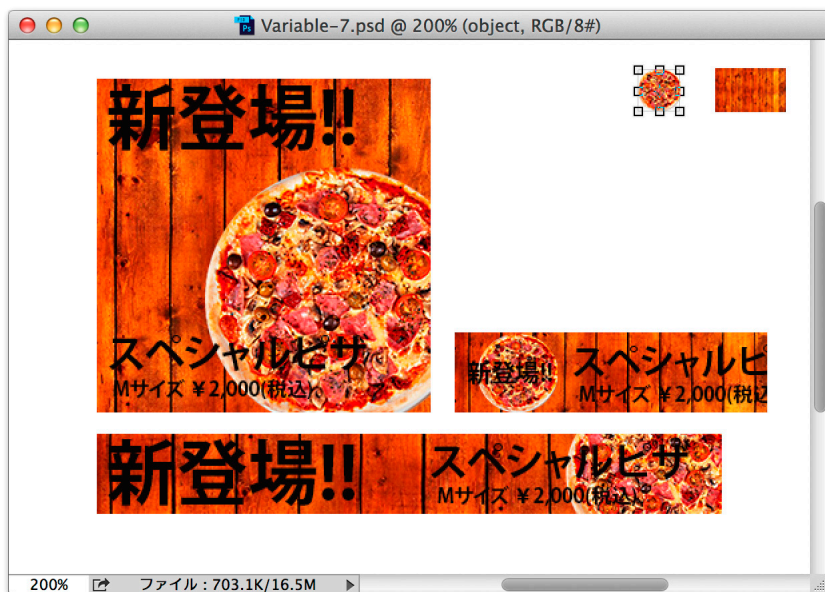 Variable-7.psd @ 200% (object, RGB/8#)
新登場!!
スペシャルピザ
Mサイズ ¥2,000(税込)
新登場!!
スペシャルピ
Mサイズ ¥2,000(税込
新登場!!
スペシャルピザ
Mサイズ ¥2,000(税込)
200%
ファイル : 703.1K/16.5M